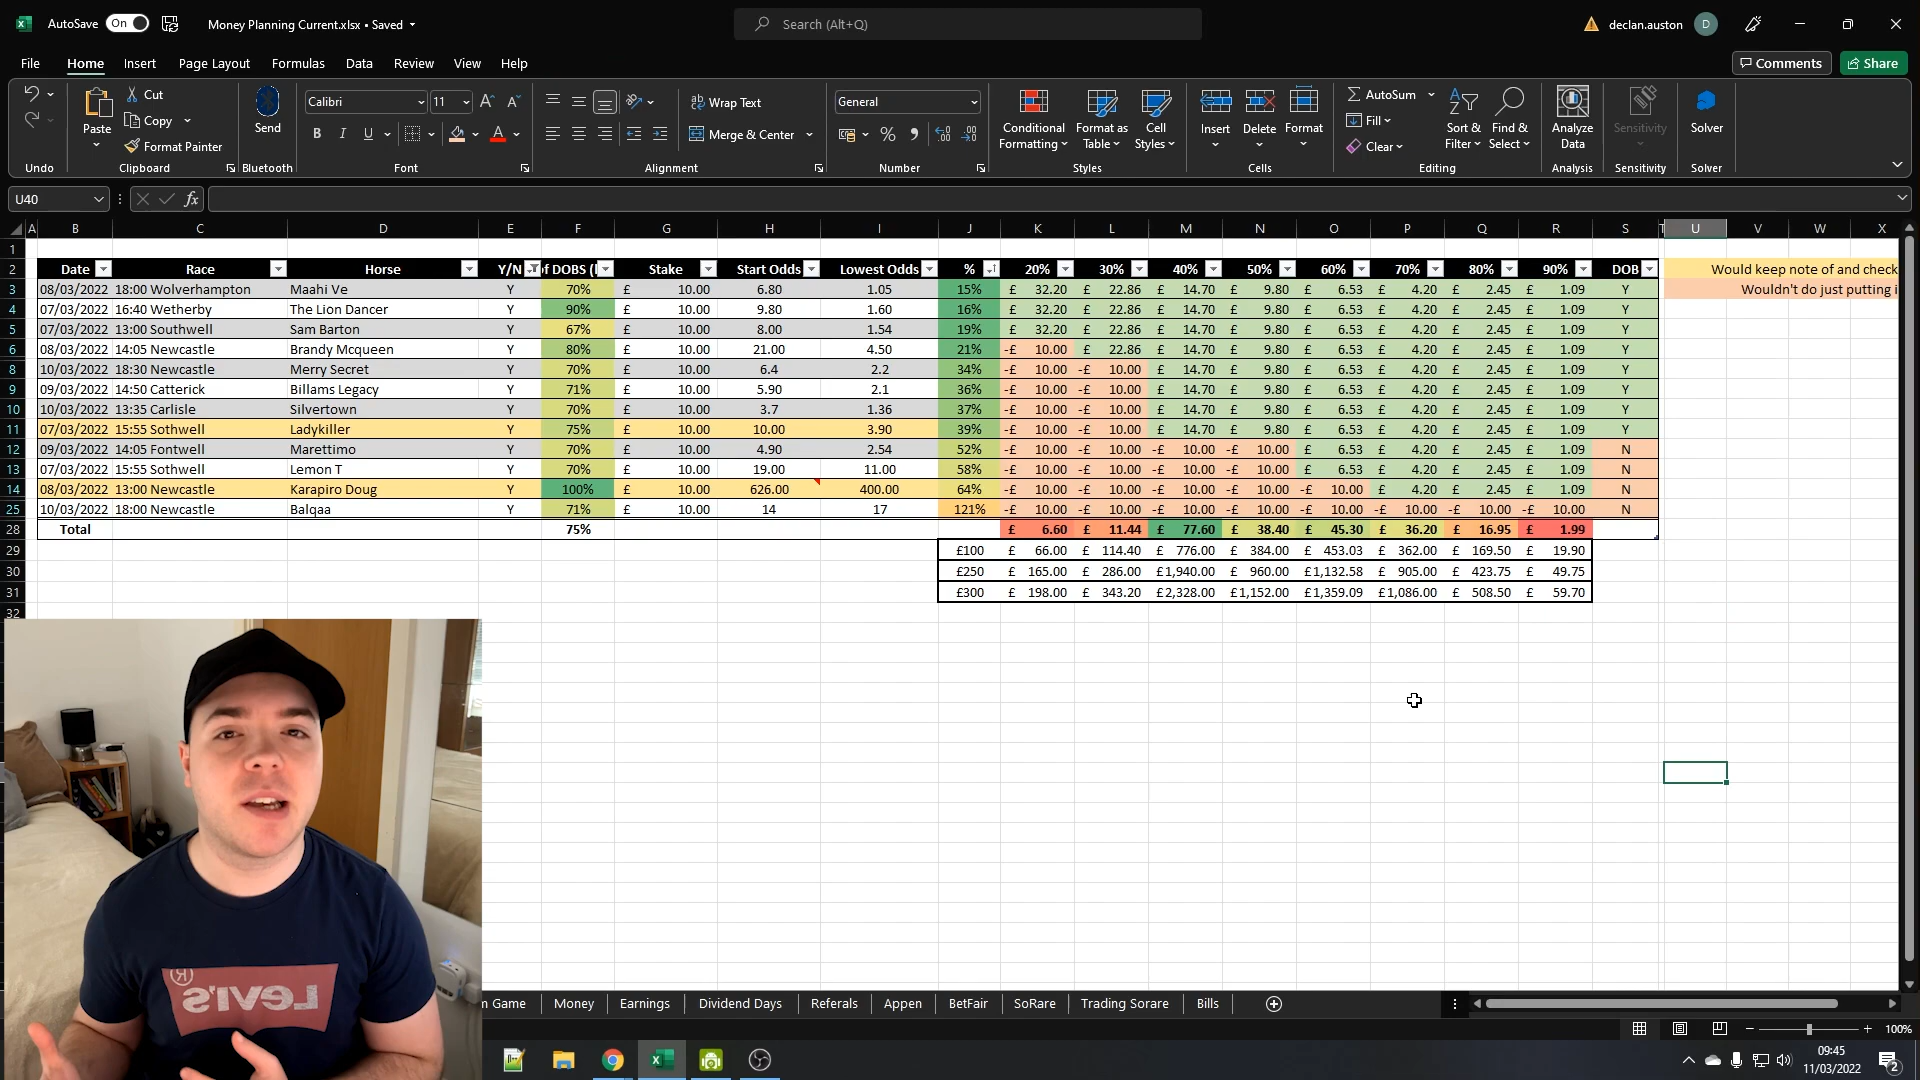 AutoSave On Money Planning Current.xlsx • Saved Search (Alt+Q) declan.auston D
File Home Insert Page Layout Formulas Data Review View Help Comments Share
Cut Calibri 11 Wrap Text General AutoSum
Paste Copy Send B I U Merge & Center Conditional Formatting Format as Table Cell Styles Insert Delete Format Fill Sort & Filter Find & Select Analyze Data Sensitivity Solver
Format Painter Clear
Undo Clipboard Bluetooth Font Alignment Number Styles Cells Editing Analysis Sensitivity Solver
U40 fx
A B C D E F G H I J K L M N O P Q R S T U V W X
1
2 Date Race Horse Y/N of DOBS ( Stake Start Odds Lowest Odds % 20% 30% 40% 50% 60% 70% 80% 90% DOB Would keep note of and check
3 08/03/2022 18:00 Wolverhampton Maahi Ve Y 70% £ 10.00 6.80 1.05 15% £ 32.20 £ 22.86 £ 14.70 £ 9.80 £ 6.53 £ 4.20 £ 2.45 £ 1.09 Y Wouldn't do just putting i
4 07/03/2022 16:40 Wetherby The Lion Dancer Y 90% £ 10.00 9.80 1.60 16% £ 32.20 £ 22.86 £ 14.70 £ 9.80 £ 6.53 £ 4.20 £ 2.45 £ 1.09 Y
5 07/03/2022 13:00 Southwell Sam Barton Y 67% £ 10.00 8.00 1.54 19% £ 32.20 £ 22.86 £ 14.70 £ 9.80 £ 6.53 £ 4.20 £ 2.45 £ 1.09 Y
6 08/03/2022 14:05 Newcastle Brandy Mcqueen Y 80% £ 10.00 21.00 4.50 21% -£ 10.00 £ 22.86 £ 14.70 £ 9.80 £ 6.53 £ 4.20 £ 2.45 £ 1.09 Y
8 10/03/2022 18:30 Newcastle Merry Secret Y 70% £ 10.00 6.4 2.2 34% -£ 10.00 -£ 10.00 £ 14.70 £ 9.80 £ 6.53 £ 4.20 £ 2.45 £ 1.09 Y
9 09/03/2022 14:50 Catterick Billams Legacy Y 71% £ 10.00 5.90 2.1 36% -£ 10.00 -£ 10.00 £ 14.70 £ 9.80 £ 6.53 £ 4.20 £ 2.45 £ 1.09 Y
10 10/03/2022 13:35 Carlisle Silvertown Y 70% £ 10.00 3.7 1.36 37% -£ 10.00 -£ 10.00 £ 14.70 £ 9.80 £ 6.53 £ 4.20 £ 2.45 £ 1.09 Y
11 07/03/2022 15:55 Sothwell Ladykiller Y 75% £ 10.00 10.00 3.90 39% -£ 10.00 -£ 10.00 £ 14.70 £ 9.80 £ 6.53 £ 4.20 £ 2.45 £ 1.09 Y
12 09/03/2022 14:05 Fontwell Marettimo Y 70% £ 10.00 4.90 2.54 52% -£ 10.00 -£ 10.00 -£ 10.00 -£ 10.00 £ 6.53 £ 4.20 £ 2.45 £ 1.09 N
13 07/03/2022 15:55 Sothwell Lemon T Y 70% £ 10.00 19.00 11.00 58% -£ 10.00 -£ 10.00 -£ 10.00 -£ 10.00 £ 6.53 £ 4.20 £ 2.45 £ 1.09 N
14 08/03/2022 13:00 Newcastle Karapiro Doug Y 100% £ 10.00 626.00 400.00 64% -£ 10.00 -£ 10.00 -£ 10.00 -£ 10.00 -£ 10.00 £ 4.20 £ 2.45 £ 1.09 N
25 10/03/2022 18:00 Newcastle Balqaa Y 71% £ 10.00 14 17 121% -£ 10.00 -£ 10.00 -£ 10.00 -£ 10.00 -£ 10.00 -£ 10.00 -£ 10.00 -£ 10.00 N
28 Total 75% £ 6.60 £ 11.44 £ 77.60 £ 38.40 £ 45.30 £ 36.20 £ 16.95 £ 1.99
29 £100 £ 66.00 £ 114.40 £ 776.00 £ 384.00 £ 453.03 £ 362.00 £ 169.50 £ 19.90
30 £250 £ 165.00 £ 286.00 £1,940.00 £ 960.00 £1,132.58 £ 905.00 £ 423.75 £ 49.75
31 £300 £ 198.00 £ 343.20 £2,328.00 £1,152.00 £1,359.09 £1,086.00 £ 508.50 £ 59.70
32
Levi's
n Game Money Earnings Dividend Days Referrals Appen BetFair SoRare Trading Sorare Bills
100%
09:45
11/03/2022
2